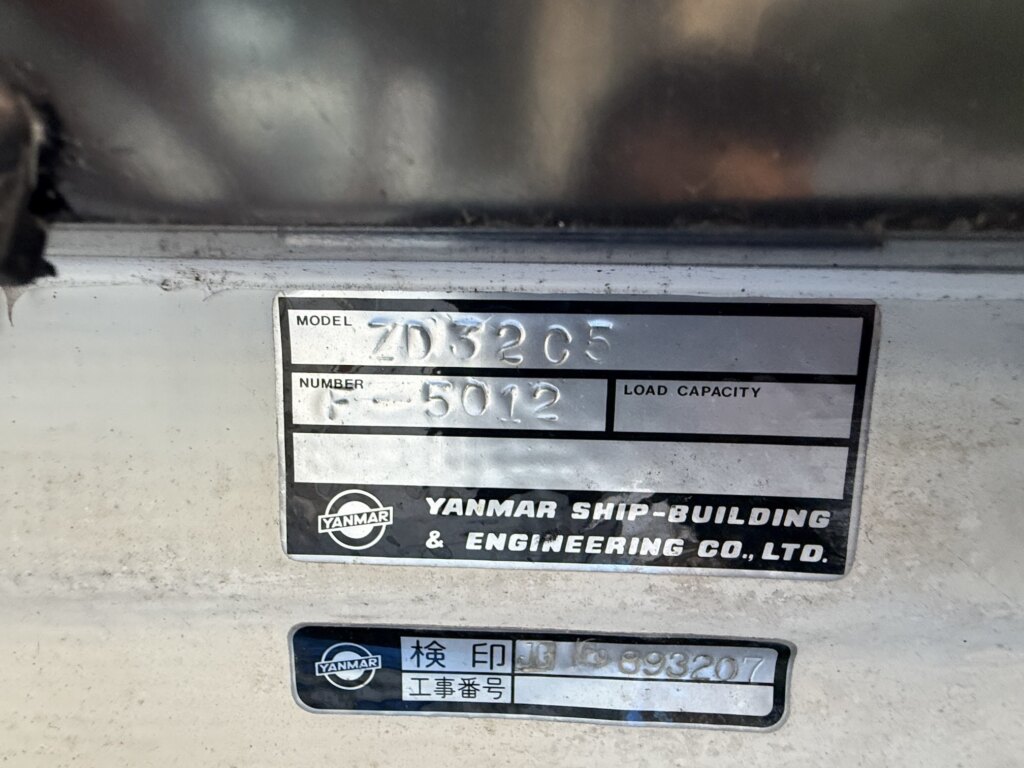 MODEL ZD32C5
NUMBER F-5012
LOAD CAPACITY
YANMAR
YANMAR SHIP-BUILDING
& ENGINEERING CO., LTD.
YANMAR
検 印 893207
工事番号